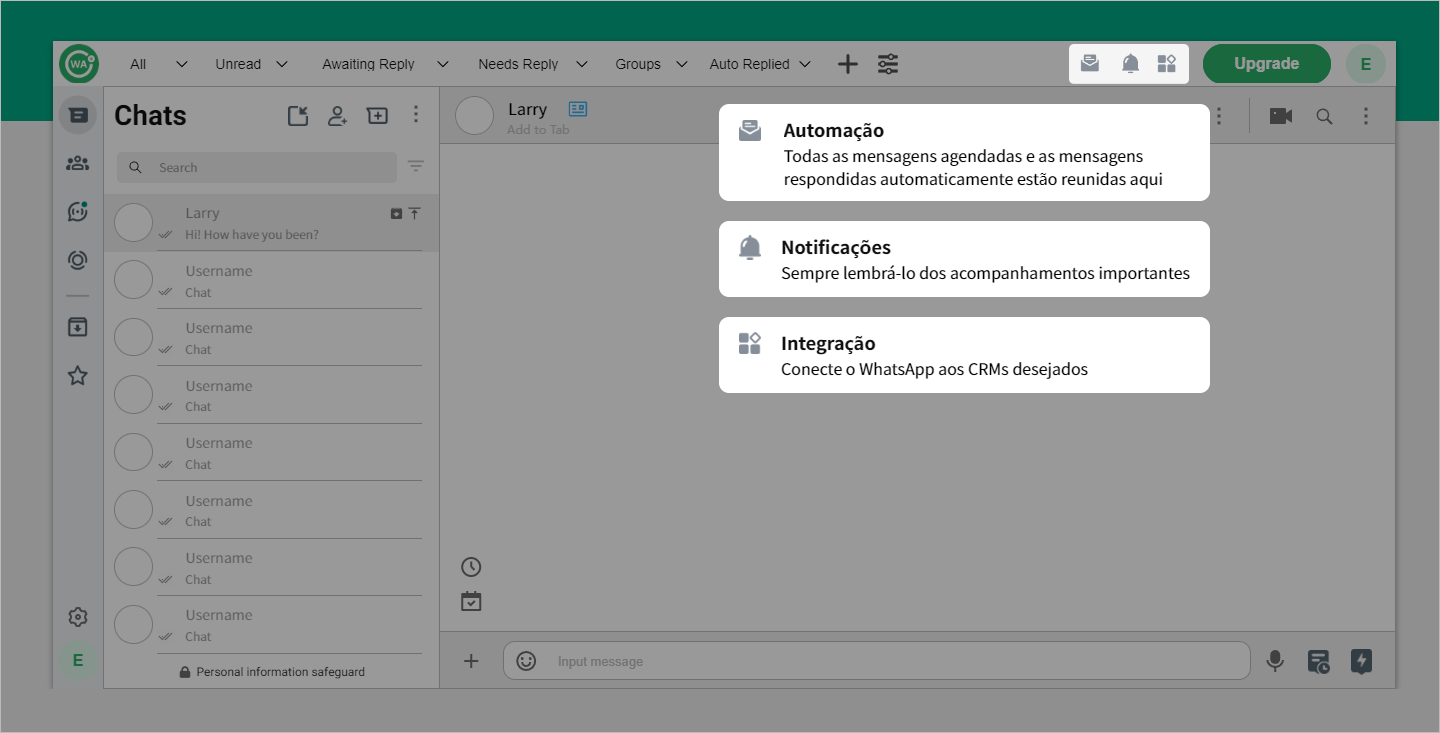 WA
All
Unread
Awaiting Reply
Needs Reply
Groups
Auto Replied
Upgrade
E
Chats
Larry
Add to Tab
Automação
Todas as mensagens agendadas e as mensagens
respondidas automaticamente estão reunidas aqui
Search
Larry
Hi! How have you been?
Notificações
Sempre lembrá-lo dos acompanhamentos importantes
Username
Chat
Integração
Conecte o WhatsApp aos CRMs desejados
Username
Chat
Username
Chat
Username
Chat
Username
Chat
Username
Chat
Username
Chat
E
Personal information safeguard
Input message